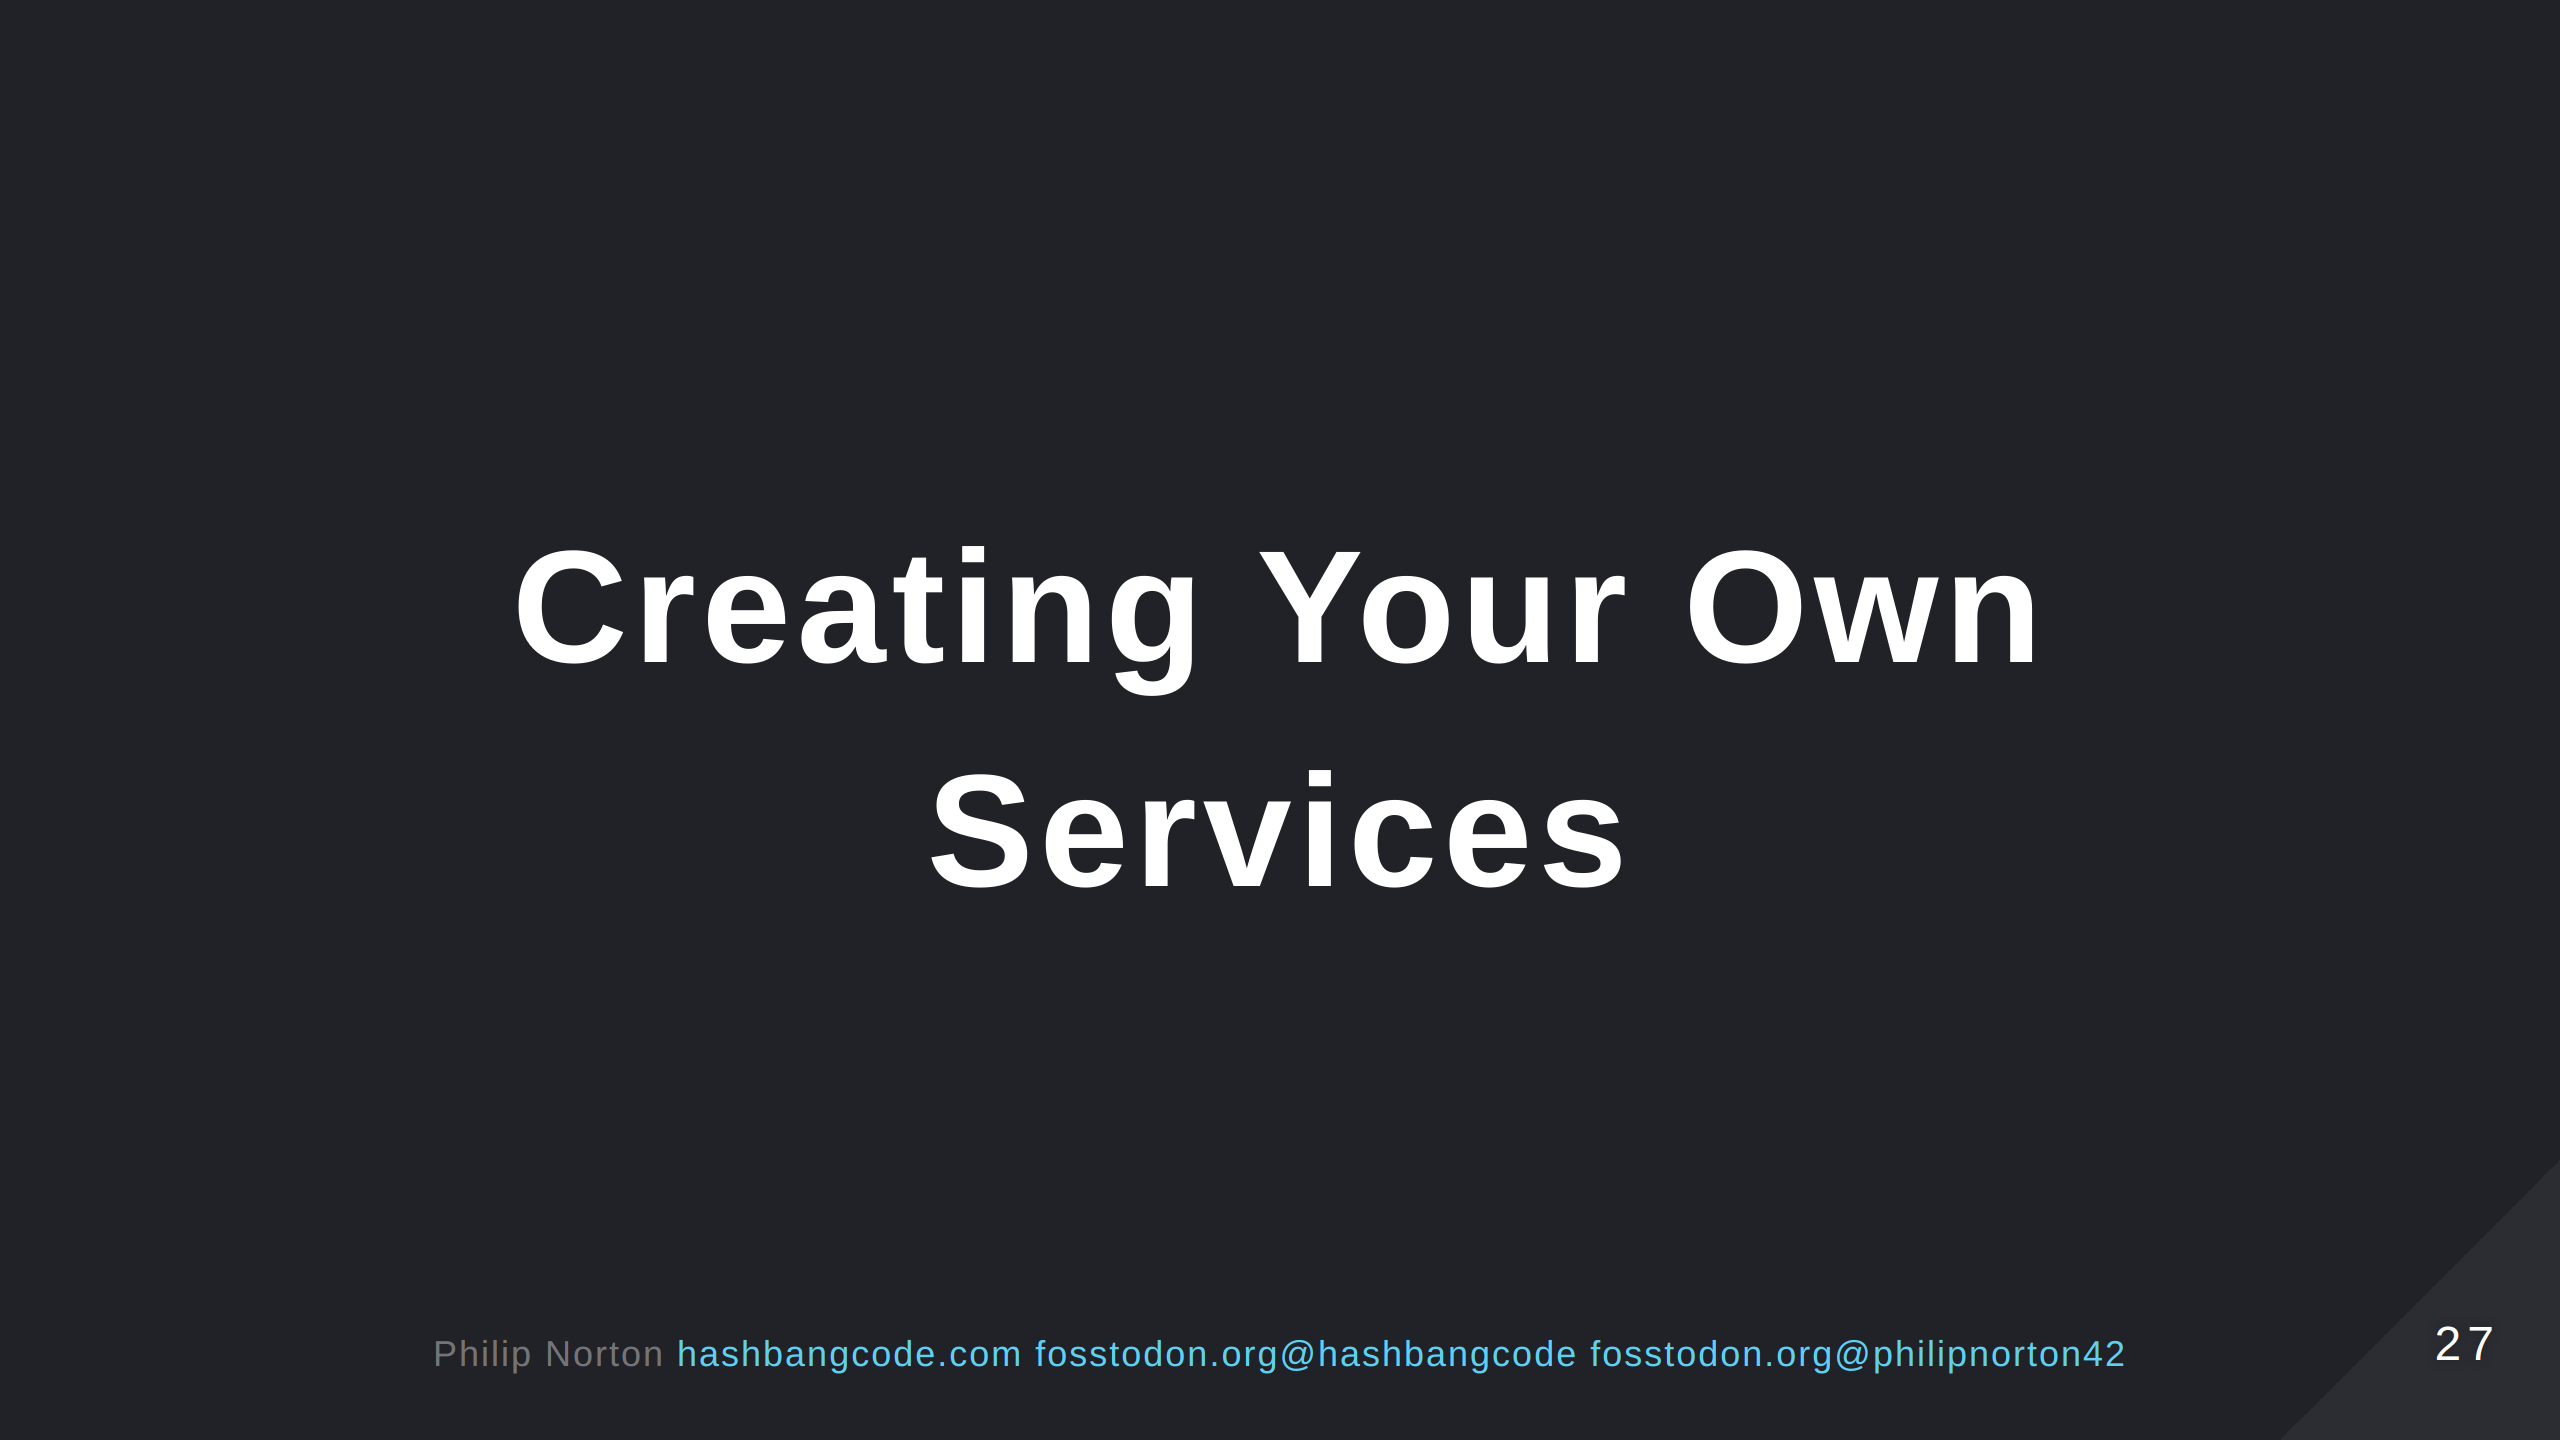 Creating Your Own
Services
Philip Norton hashbangcode.com fosstodon.org@hashbangcode fosstodon.org@philipnorton42
27